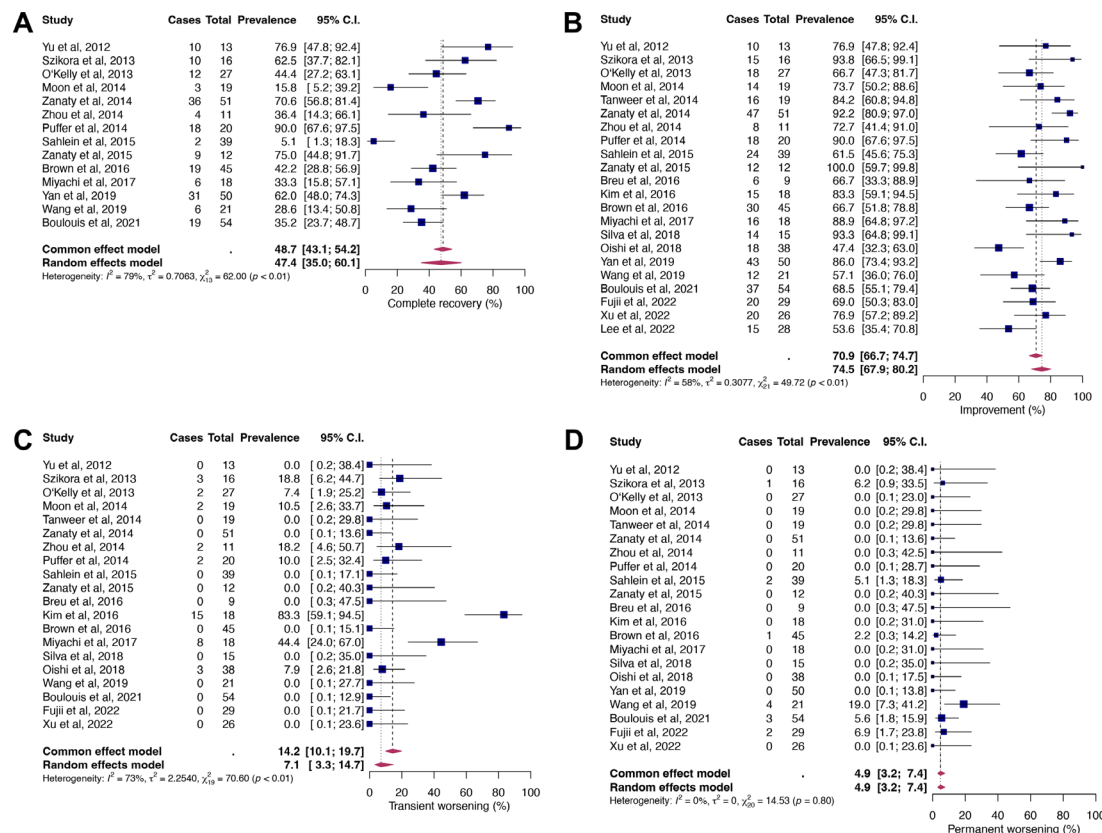 A
Study Cases Total Prevalence 95% C.I.
Yu et al, 2012 10 13 76.9 [47.8; 92.4]
Szikora et al, 2013 10 16 62.5 [37.7; 82.1]
O'Kelly et al, 2013 12 27 44.4 [27.2; 63.1]
Moon et al, 2014 3 19 15.8 [ 5.2; 39.2]
Zanaty et al, 2014 36 51 70.6 [56.8; 81.4]
Zhou et al, 2014 4 11 36.4 [14.3; 66.1]
Puffer et al, 2014 18 20 90.0 [67.6; 97.5]
Sahlein et al, 2015 2 39 5.1 [ 1.3; 18.3]
Zanaty et al, 2015 9 12 75.0 [44.8; 91.7]
Brown et al, 2016 19 45 42.2 [28.8; 56.9]
Miyachi et al, 2017 6 18 33.3 [15.8; 57.1]
Yan et al, 2019 31 50 62.0 [48.0; 74.3]
Wang et al, 2019 6 21 28.6 [13.4; 50.8]
Boulouis et al, 2021 19 54 35.2 [23.7; 48.7]
Common effect model . 48.7 [43.1; 54.2]
Random effects model 47.4 [35.0; 60.1]
Heterogeneity: I² = 79%, τ² = 0.7063, χ²₁₃ = 62.00 (p < 0.01)
0 20 40 60 80 100
Complete recovery (%)
B
Study Cases Total Prevalence 95% C.I.
Yu et al, 2012 10 13 76.9 [47.8; 92.4]
Szikora et al, 2013 15 16 93.8 [66.5; 99.1]
O'Kelly et al, 2013 18 27 66.7 [47.3; 81.7]
Moon et al, 2014 14 19 73.7 [50.2; 88.6]
Tanweer et al, 2014 16 19 84.2 [60.8; 94.8]
Zanaty et al, 2014 47 51 92.2 [80.9; 97.0]
Zhou et al, 2014 8 11 72.7 [41.4; 91.0]
Puffer et al, 2014 18 20 90.0 [67.6; 97.5]
Sahlein et al, 2015 24 39 61.5 [45.6; 75.3]
Zanaty et al, 2015 12 12 100.0 [59.7; 99.8]
Breu et al, 2016 6 9 66.7 [33.3; 88.9]
Kim et al, 2016 15 18 83.3 [59.1; 94.5]
Brown et al, 2016 30 45 66.7 [51.8; 78.8]
Miyachi et al, 2017 16 18 88.9 [64.8; 97.2]
Silva et al, 2018 14 15 93.3 [64.8; 99.1]
Oishi et al, 2018 18 38 47.4 [32.3; 63.0]
Yan et al, 2019 43 50 86.0 [73.4; 93.2]
Wang et al, 2019 12 21 57.1 [36.0; 76.0]
Boulouis et al, 2021 37 54 68.5 [55.1; 79.4]
Fujii et al, 2022 20 29 69.0 [50.3; 83.0]
Xu et al, 2022 20 26 76.9 [57.2; 89.2]
Lee et al, 2022 15 28 53.6 [35.4; 70.8]
Common effect model . 70.9 [66.7; 74.7]
Random effects model 74.5 [67.9; 80.2]
Heterogeneity: I² = 58%, τ² = 0.3077, χ²₂₁ = 49.72 (p < 0.01)
0 20 40 60 80 100
Improvement (%)
C
Study Cases Total Prevalence 95% C.I.
Yu et al, 2012 0 13 0.0 [ 0.2; 38.4]
Szikora et al, 2013 3 16 18.8 [ 6.2; 44.7]
O'Kelly et al, 2013 2 27 7.4 [ 1.9; 25.2]
Moon et al, 2014 2 19 10.5 [ 2.6; 33.7]
Tanweer et al, 2014 0 19 0.0 [ 0.2; 29.8]
Zanaty et al, 2014 0 51 0.0 [ 0.1; 13.6]
Zhou et al, 2014 2 11 18.2 [ 4.6; 50.7]
Puffer et al, 2014 2 20 10.0 [ 2.5; 32.4]
Sahlein et al, 2015 0 39 0.0 [ 0.1; 17.1]
Zanaty et al, 2015 0 12 0.0 [ 0.2; 40.3]
Breu et al, 2016 0 9 0.0 [ 0.3; 47.5]
Kim et al, 2016 15 18 83.3 [59.1; 94.5]
Brown et al, 2016 0 45 0.0 [ 0.1; 15.1]
Miyachi et al, 2017 8 18 44.4 [24.0; 67.0]
Silva et al, 2018 0 15 0.0 [ 0.2; 35.0]
Oishi et al, 2018 3 38 7.9 [ 2.6; 21.8]
Wang et al, 2019 0 21 0.0 [ 0.1; 27.7]
Boulouis et al, 2021 0 54 0.0 [ 0.1; 12.9]
Fujii et al, 2022 0 29 0.0 [ 0.1; 21.7]
Xu et al, 2022 0 26 0.0 [ 0.1; 23.6]
Common effect model . 14.2 [10.1; 19.7]
Random effects model 7.1 [ 3.3; 14.7]
Heterogeneity: I² = 73%, τ² = 2.2540, χ²₁₉ = 70.60 (p < 0.01)
0 20 40 60 80 100
Transient worsening (%)
D
Study Cases Total Prevalence 95% C.I.
Yu et al, 2012 0 13 0.0 [0.2; 38.4]
Szikora et al, 2013 1 16 6.2 [0.9; 33.5]
O'Kelly et al, 2013 0 27 0.0 [0.1; 23.0]
Moon et al, 2014 0 19 0.0 [0.2; 29.8]
Tanweer et al, 2014 0 19 0.0 [0.2; 29.8]
Zanaty et al, 2014 0 51 0.0 [0.1; 13.6]
Zhou et al, 2014 0 11 0.0 [0.3; 42.5]
Puffer et al, 2014 0 20 0.0 [0.1; 28.7]
Sahlein et al, 2015 2 39 5.1 [1.3; 18.3]
Zanaty et al, 2015 0 12 0.0 [0.2; 40.3]
Breu et al, 2016 0 9 0.0 [0.3; 47.5]
Kim et al, 2016 0 18 0.0 [0.2; 31.0]
Brown et al, 2016 1 45 2.2 [0.3; 14.2]
Miyachi et al, 2017 0 18 0.0 [0.2; 31.0]
Silva et al, 2018 0 15 0.0 [0.2; 35.0]
Oishi et al, 2018 0 38 0.0 [0.1; 17.5]
Yan et al, 2019 0 50 0.0 [0.1; 13.8]
Wang et al, 2019 4 21 19.0 [7.3; 41.2]
Boulouis et al, 2021 3 54 5.6 [1.8; 15.9]
Fujii et al, 2022 2 29 6.9 [1.7; 23.8]
Xu et al, 2022 0 26 0.0 [0.1; 23.6]
Common effect model . 4.9 [3.2; 7.4]
Random effects model 4.9 [3.2; 7.4]
Heterogeneity: I² = 0%, τ² = 0, χ²₂₀ = 14.53 (p = 0.80)
0 20 40 60 80 100
Permanent worsening (%)